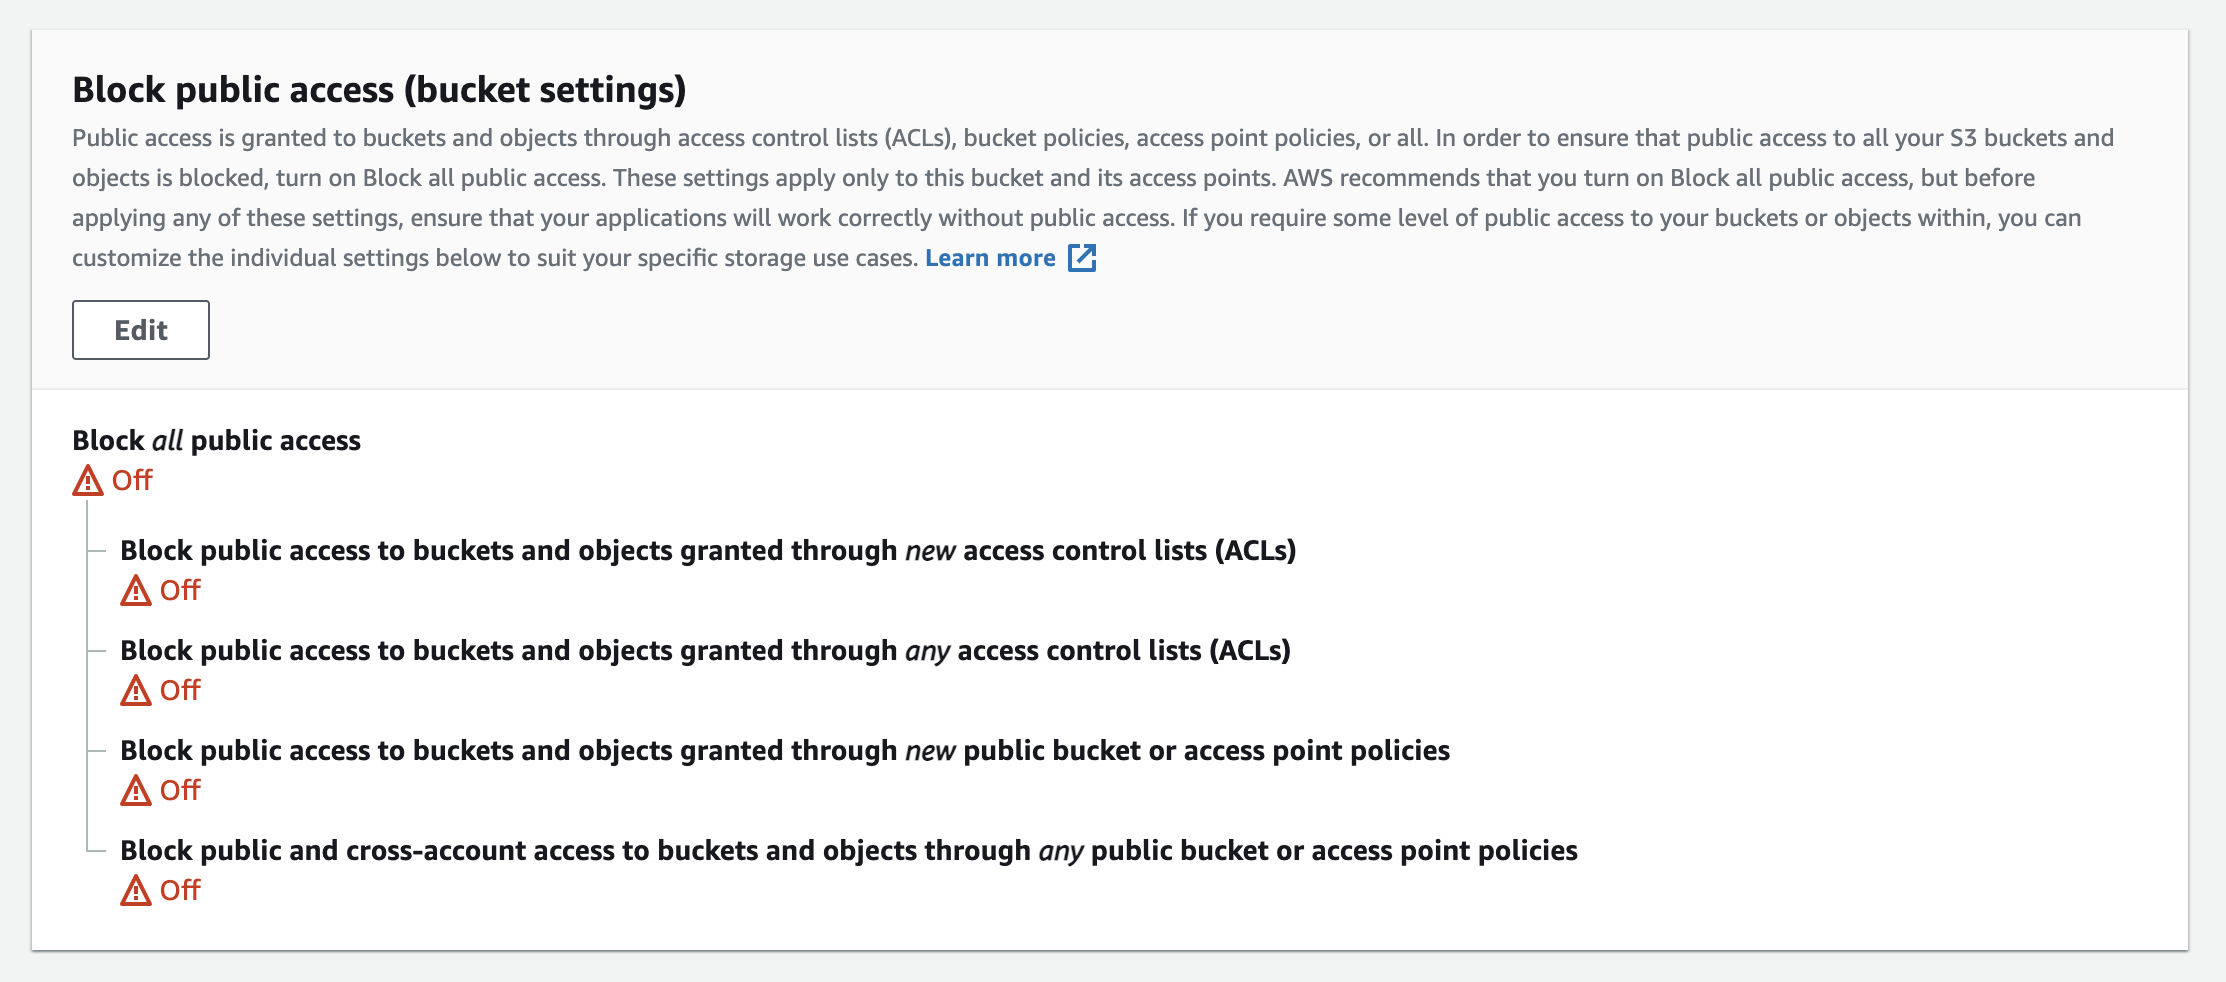 Block public access (bucket settings)
Public access is granted to buckets and objects through access control lists (ACLs), bucket policies, access point policies, or all. In order to ensure that public access to all your S3 buckets and
objects is blocked, turn on Block all public access. These settings apply only to this bucket and its access points. AWS recommends that you turn on Block all public access, but before
applying any of these settings, ensure that your applications will work correctly without public access. If you require some level of public access to your buckets or objects within, you can
customize the individual settings below to suit your specific storage use cases. Learn more
Edit
Block all public access
Off
Block public access to buckets and objects granted through new access control lists (ACLs)
Off
Block public access to buckets and objects granted through any access control lists (ACLs)
Off
Block public access to buckets and objects granted through new public bucket or access point policies
Off
Block public and cross-account access to buckets and objects through any public bucket or access point policies
Off